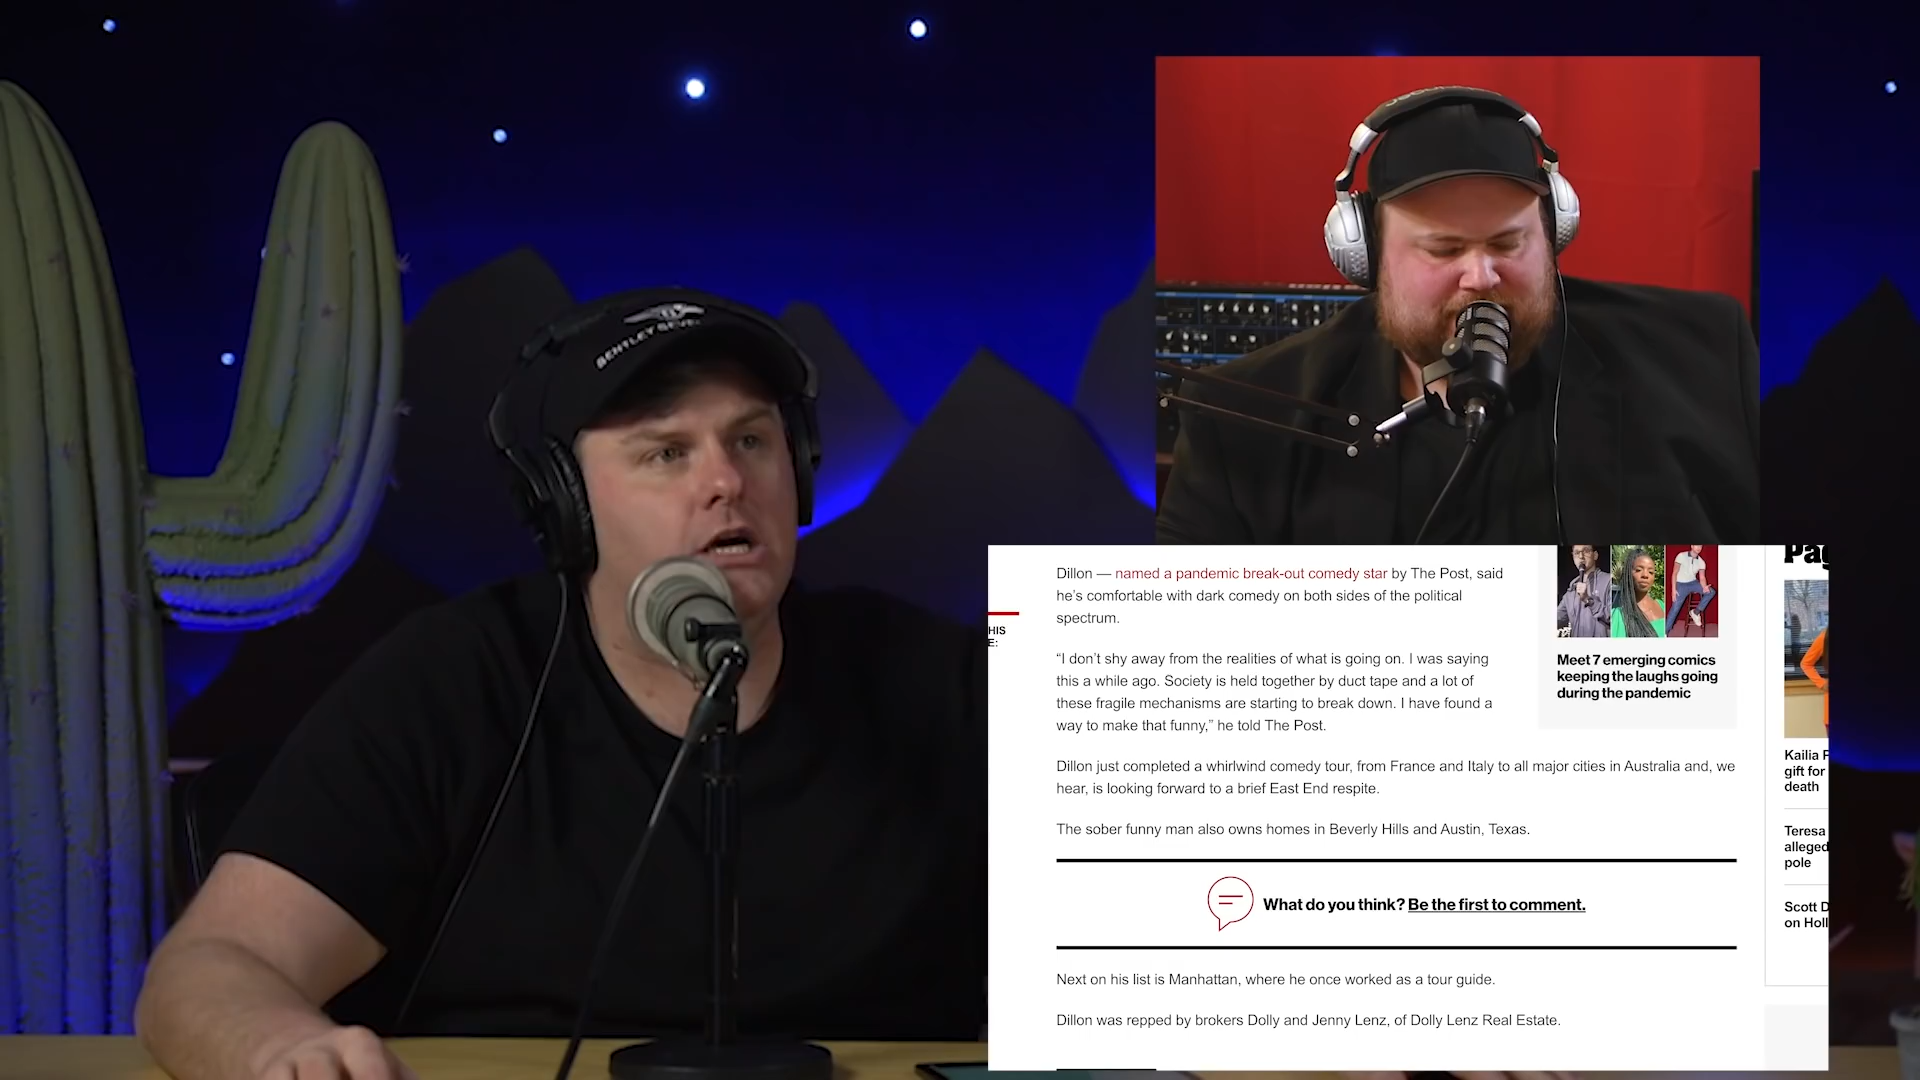 BENTLEY
Dillon — named a pandemic break-out comedy star by The Post, said
he’s comfortable with dark comedy on both sides of the political
spectrum.
“I don’t shy away from the realities of what is going on. I was saying
this a while ago. Society is held together by duct tape and a lot of
these fragile mechanisms are starting to break down. I have found a
way to make that funny,” he told The Post.
Dillon just completed a whirlwind comedy tour, from France and Italy to all major cities in Australia and, we
hear, is looking forward to a brief East End respite.
The sober funny man also owns homes in Beverly Hills and Austin, Texas.
What do you think? Be the first to comment.
Next on his list is Manhattan, where he once worked as a tour guide.
Dillon was repped by brokers Dolly and Jenny Lenz, of Dolly Lenz Real Estate.
HIS
E:
Meet 7 emerging comics
keeping the laughs going
during the pandemic
Pag
Kailia P
gift for
death
Teresa
alleged
pole
Scott D
on Holl